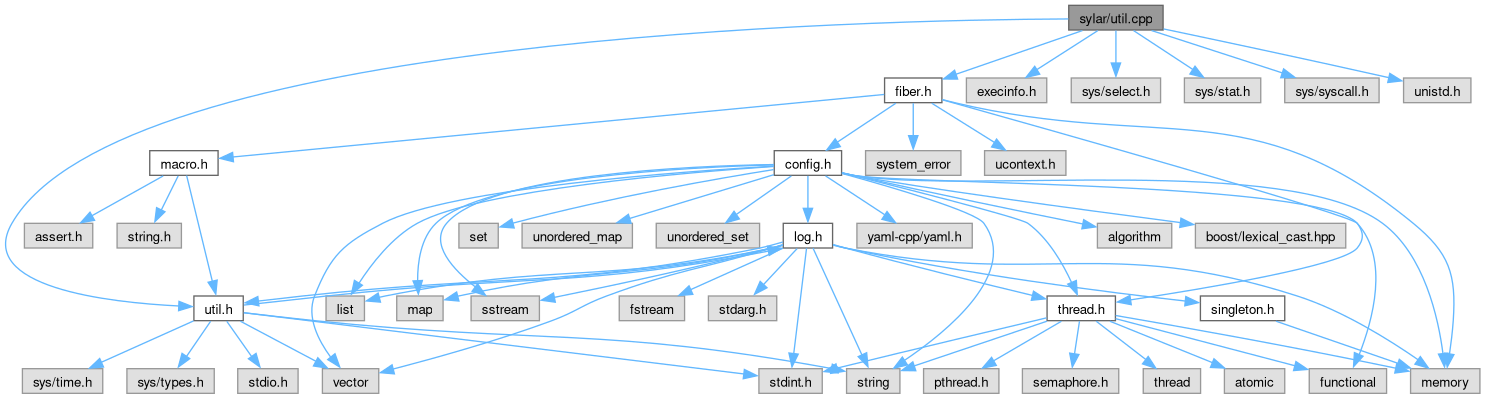 sylar/util.cpp
fiber.h
execinfo.h
sys/select.h
sys/stat.h
sys/syscall.h
unistd.h
macro.h
config.h
system_error
ucontext.h
assert.h
string.h
set
unordered_map
unordered_set
log.h
yaml-cpp/yaml.h
algorithm
boost/lexical_cast.hpp
util.h
list
map
sstream
fstream
stdarg.h
thread.h
singleton.h
sys/time.h
sys/types.h
stdio.h
vector
stdint.h
string
pthread.h
semaphore.h
thread
atomic
functional
memory